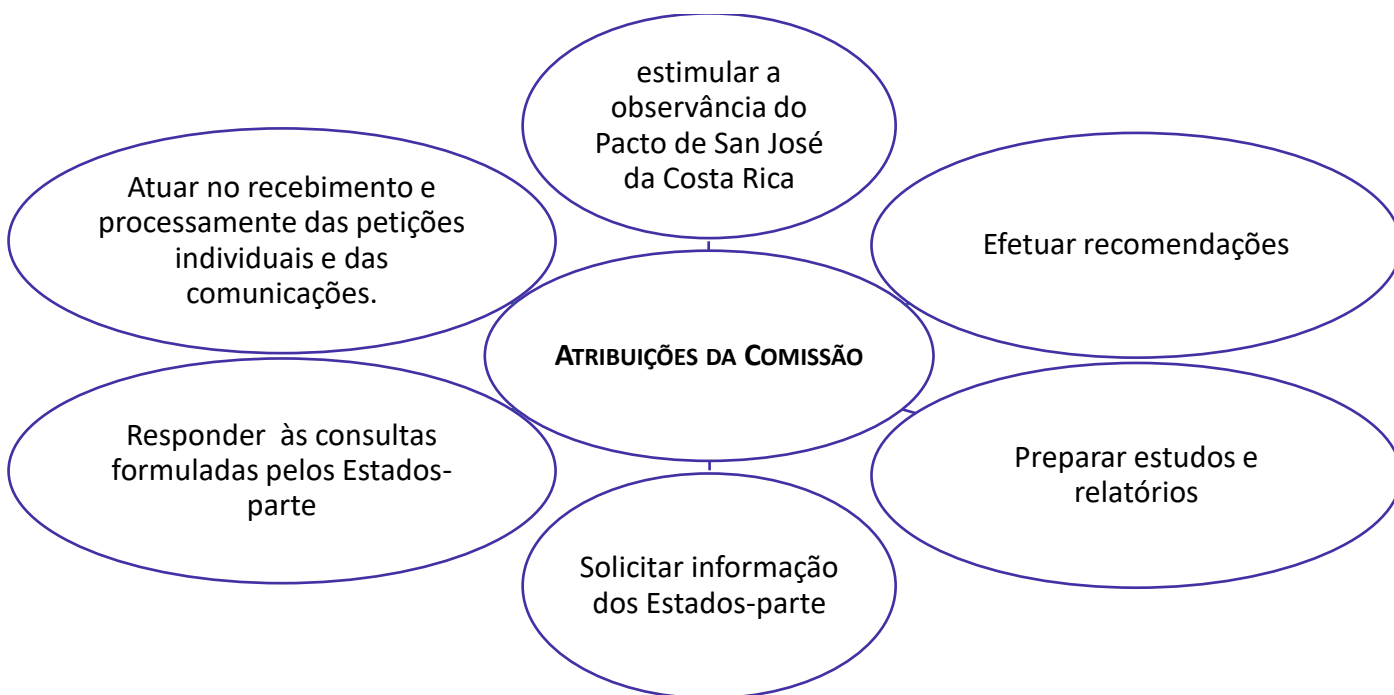 estimular a
observância do
Pacto de San José
da Costa Rica
Efetuar recomendações
Preparar estudos e
relatórios
Solicitar informação
dos Estados-parte
Responder às consultas
formuladas pelos Estados-
parte
Atuar no recebimento e
processamente das petições
individuais e das
comunicações.
ATRIBUIÇÕES DA COMISSÃO